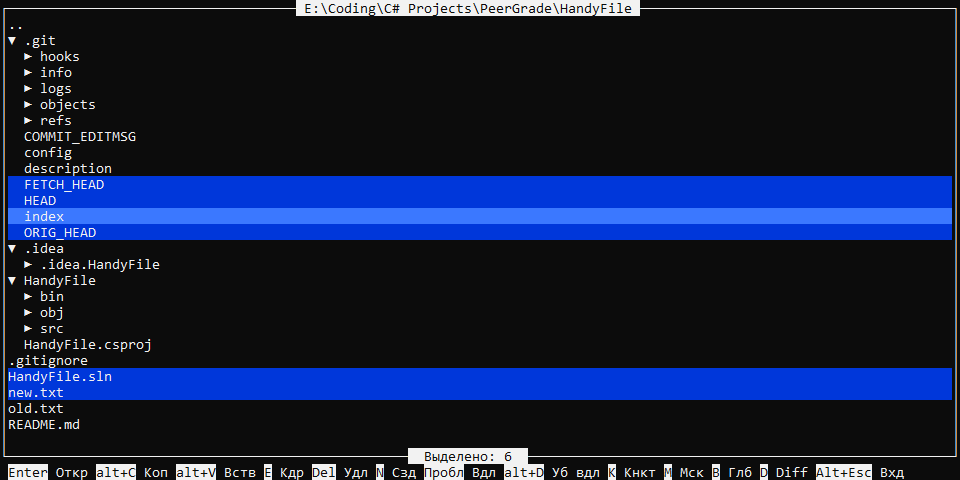 E:\Coding\C# Projects\PeerGrade\HandyFile
..
▼ .git
► hooks
► info
► logs
► objects
► refs
COMMIT_EDITMSG
config
description
FETCH_HEAD
HEAD
index
ORIG_HEAD
▼ .idea
► .idea.HandyFile
▼ HandyFile
► bin
► obj
► src
HandyFile.csproj
.gitignore
HandyFile.sln
new.txt
old.txt
README.md
Выделено: 6
Enter Откр alt+C Коп alt+V Вств E Кдр Del Удл N Сзд Пробл Вдл alt+D Уб вдл K Кнкт M Мск B Глб D Diff Alt+Esc Вхд